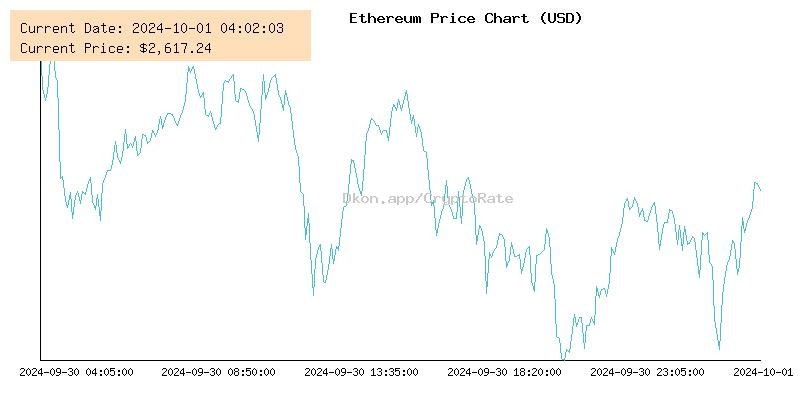 Ethereum Price Chart (USD)
Current Date: 2024-10-01 04:02:03
Current Price: $2,617.24
Dkon.app/CryptoRate
2024-09-30 04:05:00 2024-09-30 08:50:00 2024-09-30 13:35:00 2024-09-30 18:20:00 2024-09-30 23:05:00 2024-10-01